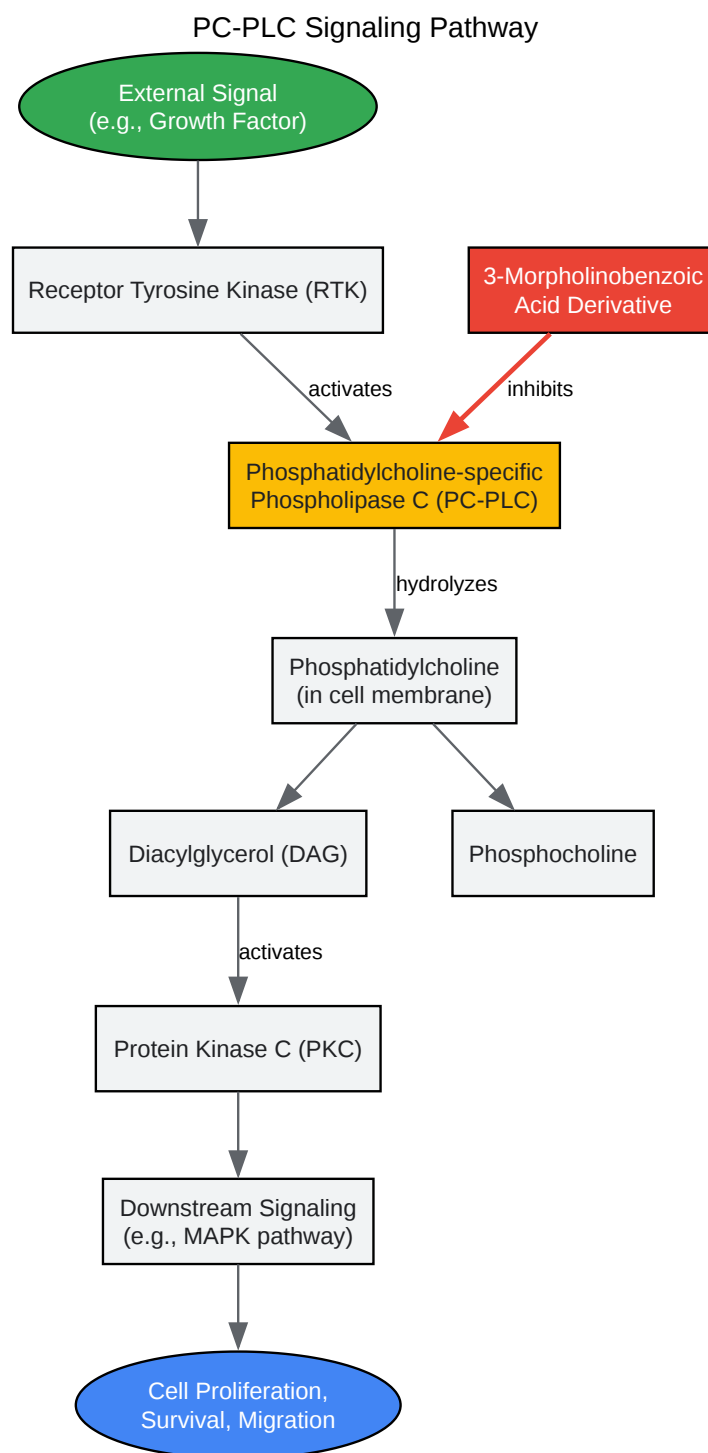 PC-PLC Signaling Pathway
External Signal
(e.g., Growth Factor)
Receptor Tyrosine Kinase (RTK)
3-Morpholinobenzoic
Acid Derivative
activates
inhibits
Phosphatidylcholine-specific
Phospholipase C (PC-PLC)
hydrolyzes
Phosphatidylcholine
(in cell membrane)
Diacylglycerol (DAG)
Phosphocholine
activates
Protein Kinase C (PKC)
Downstream Signaling
(e.g., MAPK pathway)
Cell Proliferation,
Survival, Migration